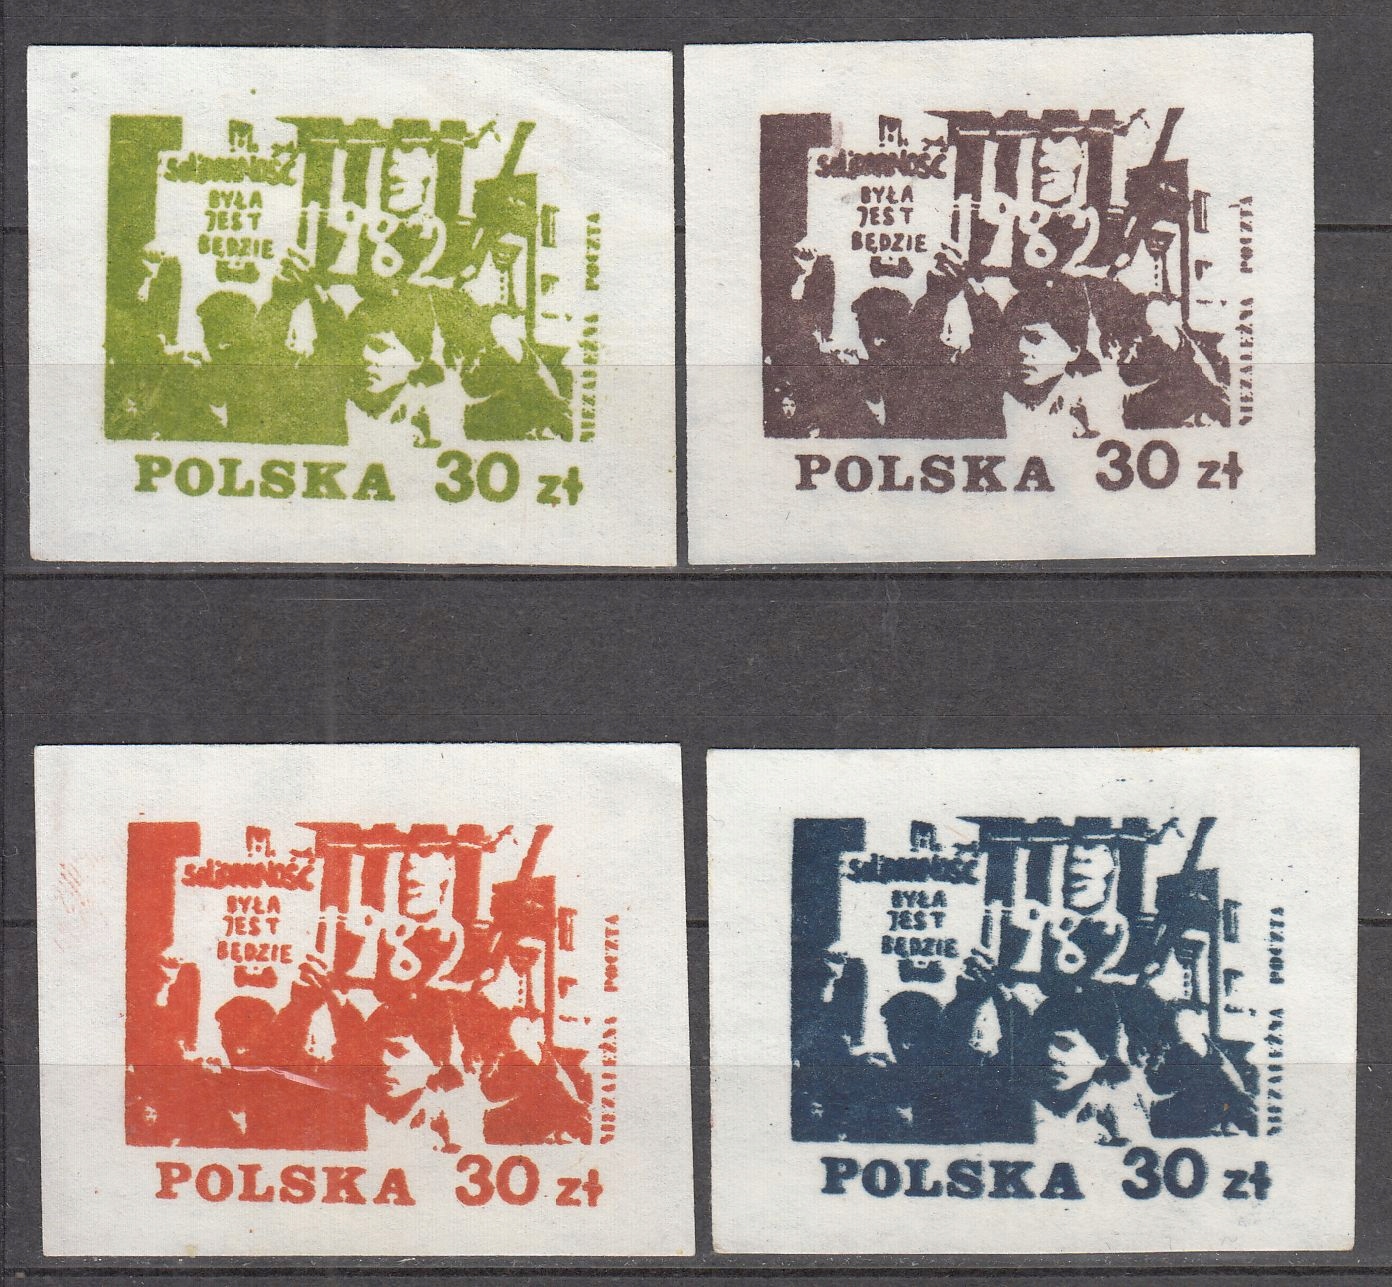 M.
SOLIDARNOŚĆ
BYŁA
JEST
BĘDZIE
1982
NIEZALEŻNA POCZTA
POLSKA 30 zł
M.
SOLIDARNOŚĆ
BYŁA
JEST
BĘDZIE
1982
NIEZALEŻNA POCZTA
POLSKA 30 zł
M.
SOLIDARNOŚĆ
BYŁA
JEST
BĘDZIE
1982
NIEZALEŻNA POCZTA
POLSKA 30 zł
M.
SOLIDARNOŚĆ
BYŁA
JEST
BĘDZIE
1982
NIEZALEŻNA POCZTA
POLSKA 30 zł